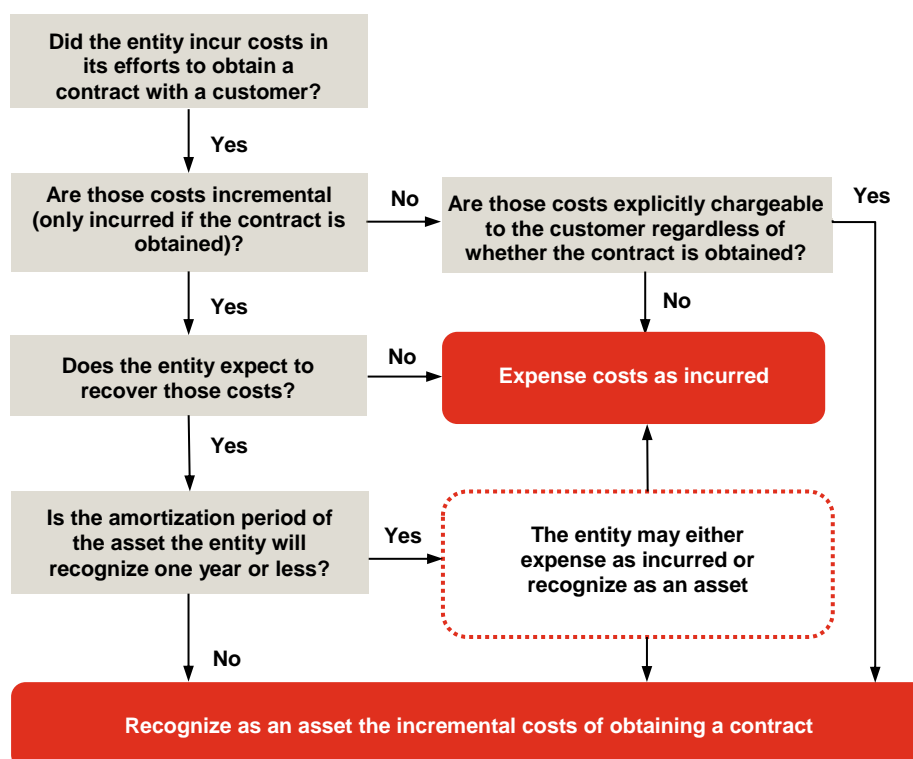 Did the entity incur costs in
its efforts to obtain a
contract with a customer?
Yes
Are those costs incremental
(only incurred if the contract is
obtained)?
No
Are those costs explicitly chargeable
to the customer regardless of
whether the contract is obtained?
Yes
Yes
No
Does the entity expect to
recover those costs?
No
Expense costs as incurred
Yes
Is the amortization period of
the asset the entity will
recognize one year or less?
Yes
The entity may either
expense as incurred or
recognize as an asset
No
Recognize as an asset the incremental costs of obtaining a contract